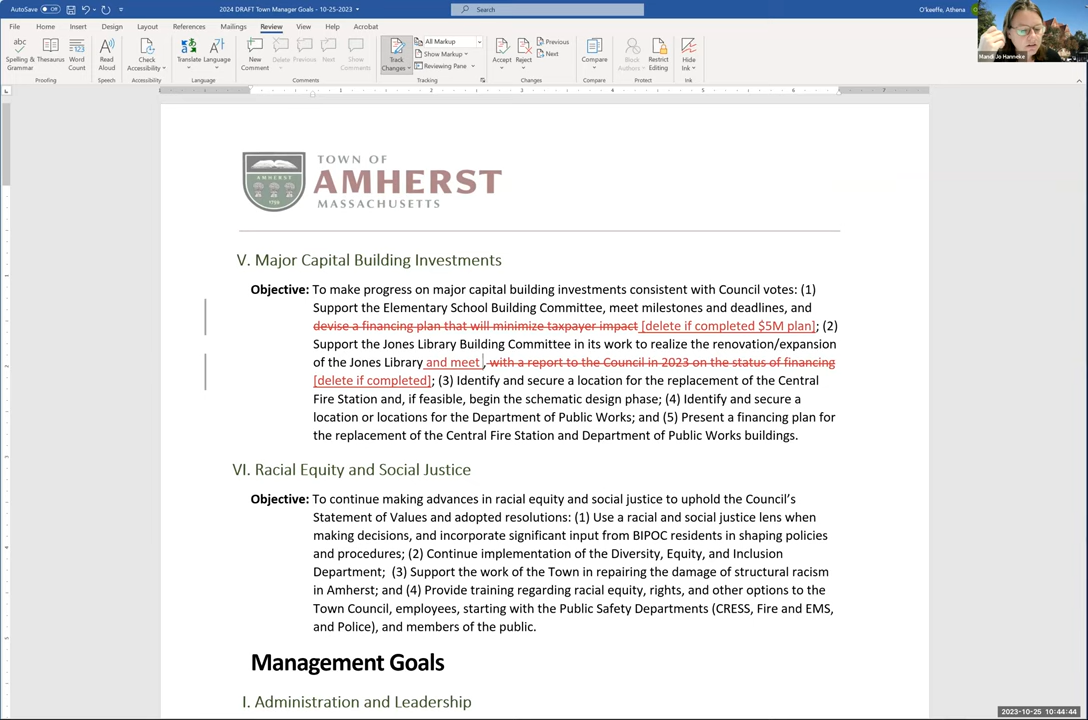 AutoSave Off 2024 DRAFT Town Manager Goals - 10-25-2023 Search O'keeffe, Athena
File Home Insert Design Layout References Mailings Review View Help Acrobat
Spelling & Grammar Thesaurus Word Count Read Aloud Check Accessibility Translate Language New Comment Delete Previous Next Show Comments Track Changes All Markup Show Markup Reviewing Pane Accept Reject Previous Next Compare Block Authors Restrict Editing Hide Ink
Proofing Speech Accessibility Language Comments Tracking Changes Compare Protect Ink
Mandi Jo Hanneke
TOWN OF
AMHERST
MASSACHUSETTS
AMHERST
V. Major Capital Building Investments
Objective: To make progress on major capital building investments consistent with Council votes: (1)
Support the Elementary School Building Committee, meet milestones and deadlines, and
devise a financing plan that will minimize taxpayer impact [delete if completed $5M plan]; (2)
Support the Jones Library Building Committee in its work to realize the renovation/expansion
of the Jones Library and meet , with a report to the Council in 2023 on the status of financing
[delete if completed]; (3) Identify and secure a location for the replacement of the Central
Fire Station and, if feasible, begin the schematic design phase; (4) Identify and secure a
location or locations for the Department of Public Works; and (5) Present a financing plan for
the replacement of the Central Fire Station and Department of Public Works buildings.
VI. Racial Equity and Social Justice
Objective: To continue making advances in racial equity and social justice to uphold the Council's
Statement of Values and adopted resolutions: (1) Use a racial and social justice lens when
making decisions, and incorporate significant input from BIPOC residents in shaping policies
and procedures; (2) Continue implementation of the Diversity, Equity, and Inclusion
Department; (3) Support the work of the Town in repairing the damage of structural racism
in Amherst; and (4) Provide training regarding racial equity, rights, and other options to the
Town Council, employees, starting with the Public Safety Departments (CRESS, Fire and EMS,
and Police), and members of the public.
Management Goals
I. Administration and Leadership
2023-10-25 10:44:44